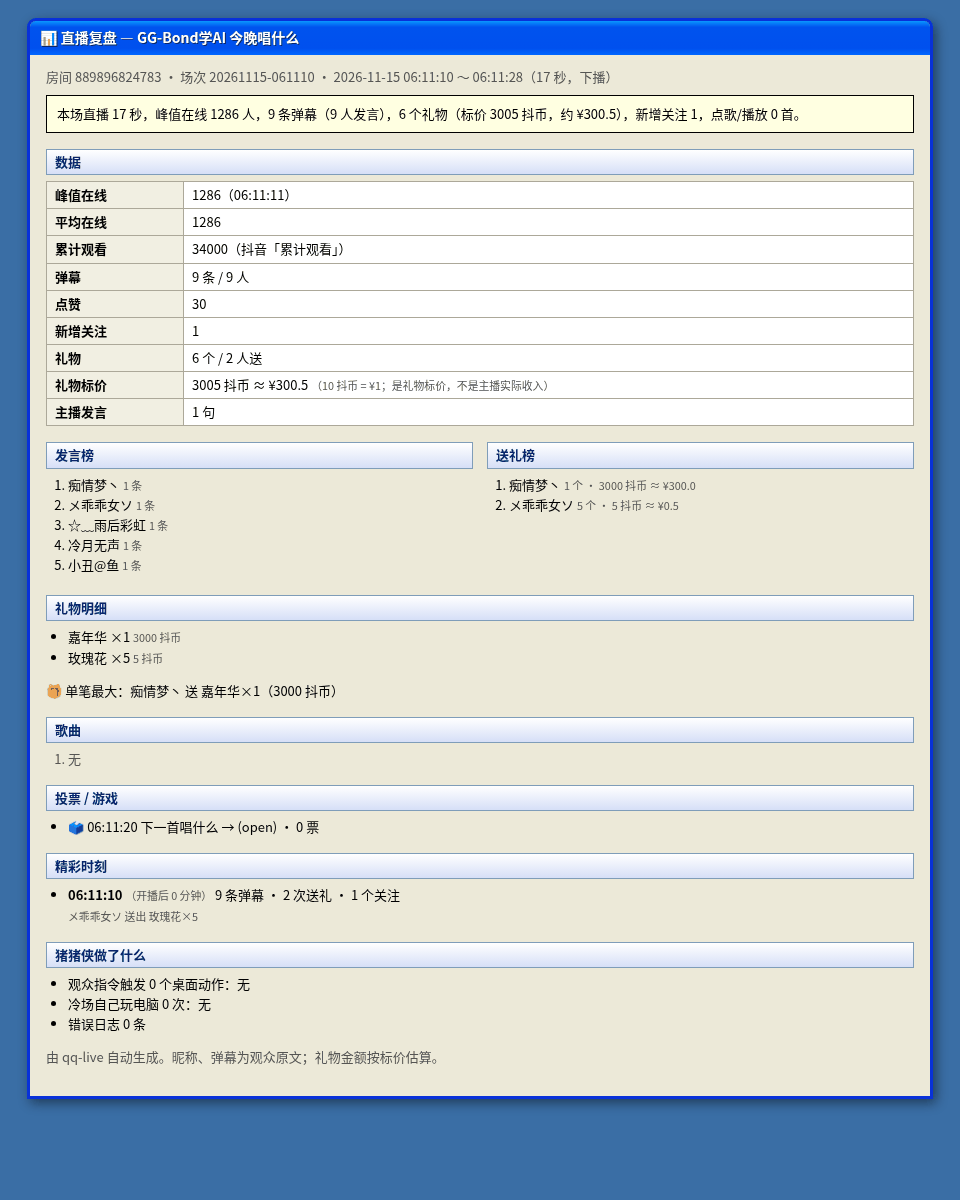 📊 直播复盘 — GG-Bond学AI 今晚唱什么
房间 889896824783 · 场次 20261115-061110 · 2026-11-15 06:11:10 ～ 06:11:28（17 秒，下播）
本场直播 17 秒，峰值在线 1286 人，9 条弹幕（9 人发言），6 个礼物（标价 3005 抖币，约 ¥300.5），新增关注 1，点歌/播放 0 首。
数据
峰值在线 1286（06:11:11）
平均在线 1286
累计观看 34000（抖音「累计观看」）
弹幕 9 条 / 9 人
点赞 30
新增关注 1
礼物 6 个 / 2 人送
礼物标价 3005 抖币 ≈ ¥300.5 （10 抖币 = ¥1；是礼物标价，不是主播实际收入）
主播发言 1 句
发言榜
1. 痴情梦丶 1 条
2. メ乖乖女ソ 1 条
3. ☆﹏雨后彩虹 1 条
4. 冷月无声 1 条
5. 小丑@鱼 1 条
送礼榜
1. 痴情梦丶 1 个 · 3000 抖币 ≈ ¥300.0
2. メ乖乖女ソ 5 个 · 5 抖币 ≈ ¥0.5
礼物明细
嘉年华 ×1 3000 抖币
玫瑰花 ×5 5 抖币
单笔最大：痴情梦丶 送 嘉年华×1（3000 抖币）
歌曲
1. 无
投票 / 游戏
06:11:20 下一首唱什么 → (open) · 0 票
精彩时刻
06:11:10 （开播后 0 分钟） 9 条弹幕 · 2 次送礼 · 1 个关注
メ乖乖女ソ 送出 玫瑰花×5
猪猪侠做了什么
观众指令触发 0 个桌面动作：无
冷场自己玩电脑 0 次：无
错误日志 0 条
由 qq-live 自动生成。昵称、弹幕为观众原文；礼物金额按标价估算。